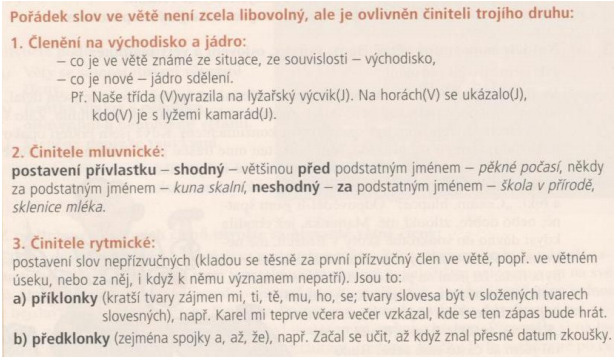 Pořádek slov ve větě není zcela libovolný, ale je ovlivněn činiteli trojího druhu:
1. Členění na východisko a jádro:
– co je ve větě známé ze situace, ze souvislosti – východisko,
– co je nové – jádro sdělení.
Př. Naše třída (V)vyrazila na lyžařský výcvik(J). Na horách(V) se ukázalo(J),
kdo(V) je s lyžemi kamarád(J).
2. Činitele mluvnické:
postavení přívlastku – shodný – většinou před podstatným jménem – pěkné počasí, někdy
za podstatným jménem – kuna skalní, neshodný – za podstatným jménem – škola v přírodě,
sklenice mléka.
3. Činitele rytmické:
postavení slov nepřízvučných (kladou se těsně za první přízvučný člen ve větě, popř. ve větném
úseku, nebo za něj, i když k němu významem nepatří). Jsou to:
a) příklonky (kratší tvary zájmen mi, ti, tě, mu, ho, se; tvary slovesa být v složených tvarech
slovesných), např. Karel mi teprve včera večer vzkázal, kde se ten zápas bude hrát.
b) předklonky (zejména spojky a, až, že), např. Začal se učit, až když znal přesné datum zkoušky.